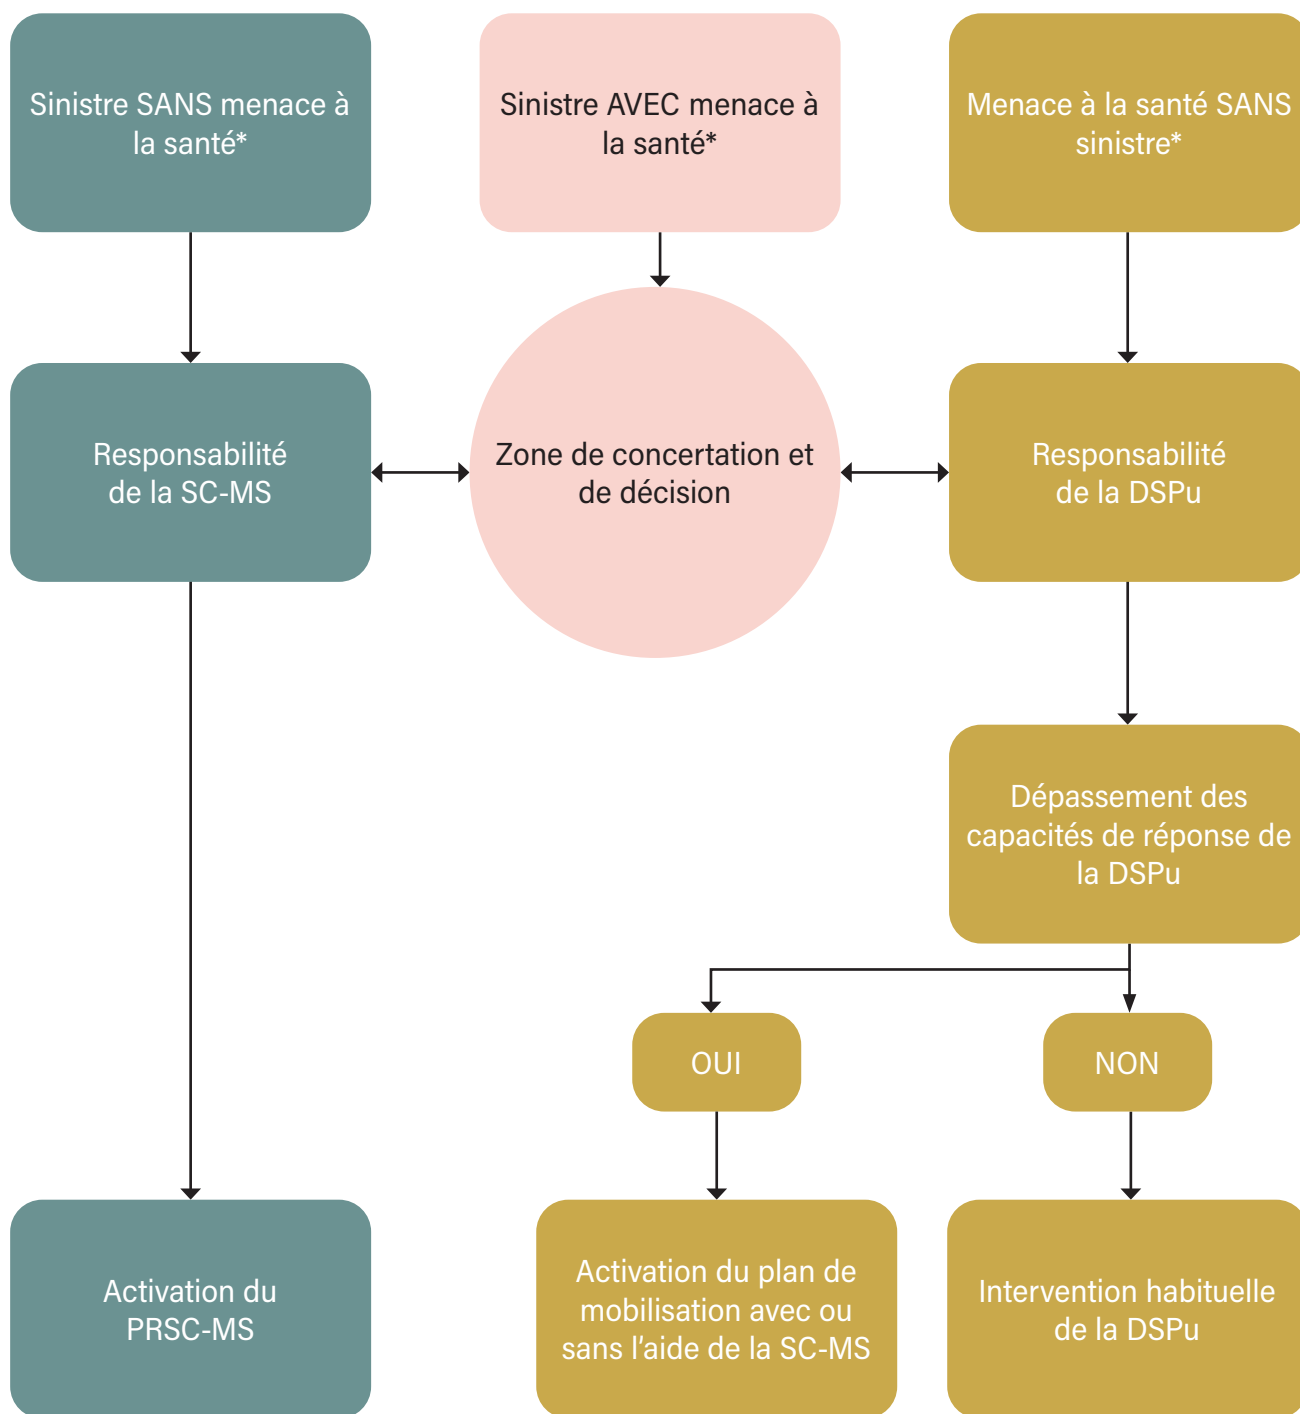 Sinistre SANS menace à
la santé*
Sinistre AVEC menace à
la santé*
Menace à la santé SANS
sinistre*
Responsabilité
de la SC-MS
Zone de concertation et
de décision
Responsabilité
de la DSPu
Dépassement des
capacités de réponse de
la DSPu
OUI
NON
Activation du
PRSC-MS
Activation du plan de
mobilisation avec ou
sans l’aide de la SC-MS
Intervention habituelle
de la DSPu